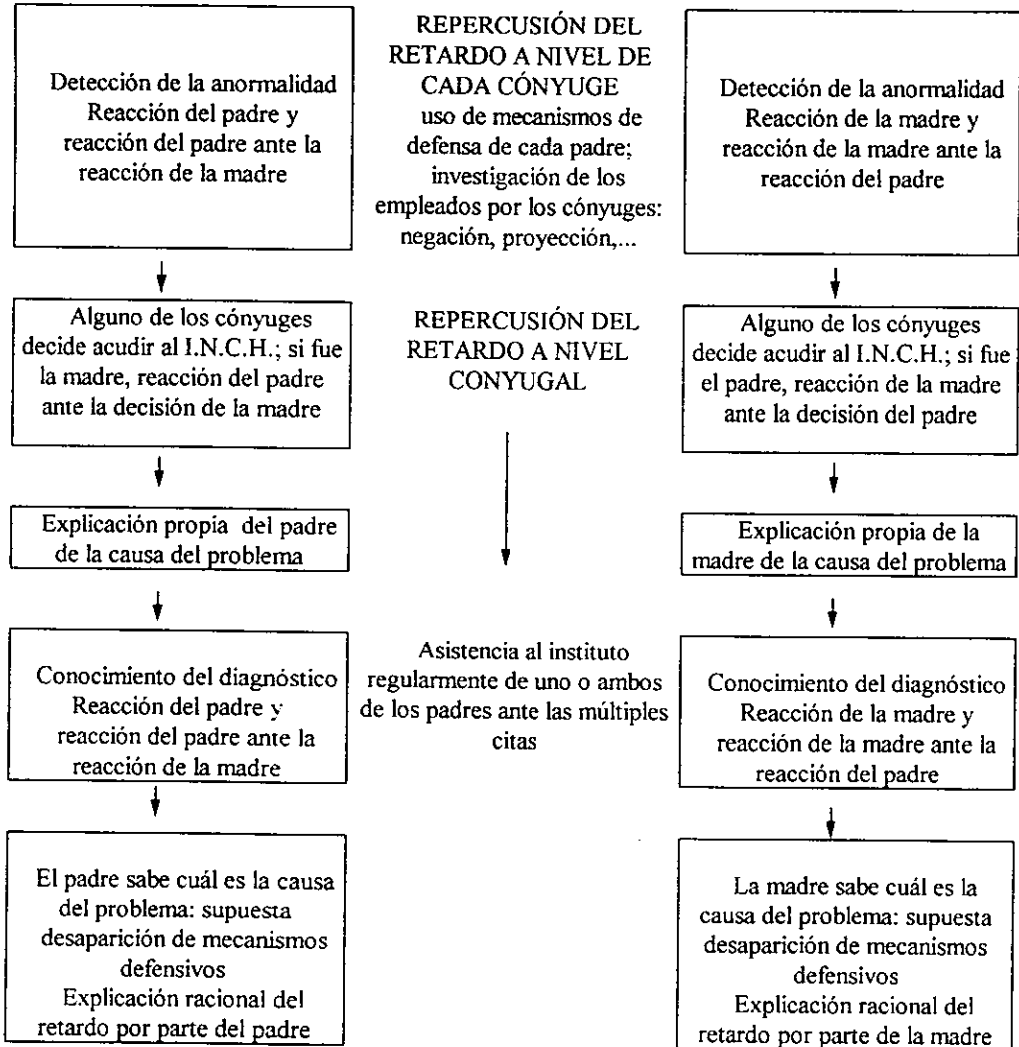 Detección de la anormalidad
Reacción del padre y
reacción del padre ante la
reacción de la madre
Alguno de los cónyuges
decide acudir al I.N.C.H.; si fue
la madre, reacción del padre
ante la decisión de la madre
Explicación propia del padre
de la causa del problema
Conocimiento del diagnóstico
Reacción del padre y
reacción del padre ante la
reacción de la madre
El padre sabe cuál es la causa
del problema: supuesta
desaparición de mecanismos
defensivos
Explicación racional del
retardo por parte del padre
REPERCUSIÓN DEL
RETARDO A NIVEL DE
CADA CÓNYUGE
uso de mecanismos de
defensa de cada padre;
investigación de los
empleados por los cónyuges:
negación, proyección,...
REPERCUSIÓN DEL
RETARDO A NIVEL
CONYUGAL
Asistencia al instituto
regularmente de uno o ambos
de los padres ante las múltiples
citas
Detección de la anormalidad
Reacción de la madre y
reacción de la madre ante la
reacción del padre
Alguno de los cónyuges
decide acudir al I.N.C.H.; si fue
el padre, reacción de la madre
ante la decisión del padre
Explicación propia de la
madre de la causa del problema
Conocimiento del diagnóstico
Reacción de la madre y
reacción de la madre ante la
reacción del padre
La madre sabe cuál es la
causa del problema: supuesta
desaparición de mecanismos
defensivos
Explicación racional del
retardo por parte de la madre